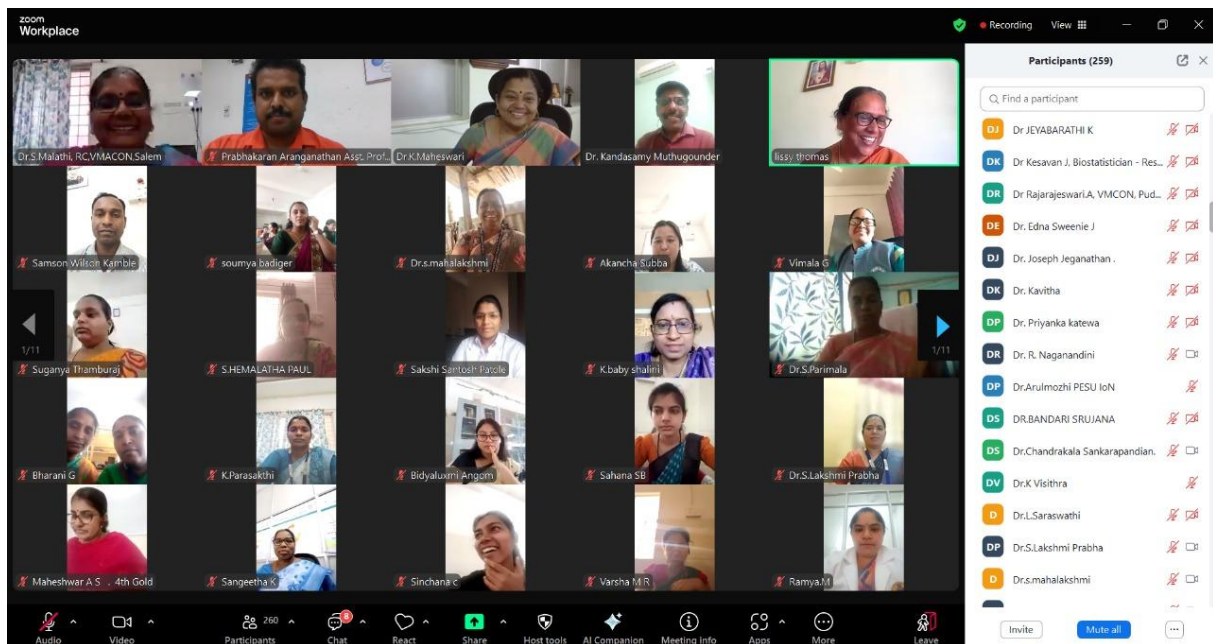 zoom
Workplace
Recording
View
Dr.S.Malathi, RC,VMACON,Salem
Prabhakaran Aranganathan Asst. Prof...
Dr.K.Maheswari
Dr. Kandasamy Muthugounder
lissy thomas
Samson Wilson Kamble
soumya badiger
Dr.s.mahalakshmi
Akancha Subba
Vimala G
1/11
1/11
Suganya Thamburaj
S.HEMALATHA PAUL
Sakshi Santosh Patole
K.baby shalini
Dr.S.Parimala
Bharani G
K.Parasakthi
Bidyaluxmi Angom
Sahana SB
Dr.S.Lakshmi Prabha
Maheshwar A S . 4th Gold
Sangeetha K
Sinchana c
Varsha M R
Ramya.M
Participants (259)
Find a participant
DJ Dr JEYABARATHI K
DK Dr Kesavan J, Biostatistician - Res...
DR Dr Rajarajeswari.A, VMCON, Pud...
DE Dr. Edna Sweenie J
DJ Dr. Joseph Jeganathan .
DK Dr. Kavitha
DP Dr. Priyanka katewa
DR Dr. R. Naganandini
DP Dr.Arulmozhi PESU IoN
DS DR.BANDARI SRUJANA
DS Dr.Chandrakala Sankarapandian.
DV Dr.K Visithra
D Dr.L.Saraswathi
DP Dr.S.Lakshmi Prabha
D Dr.s.mahalakshmi
Invite
Mute all
Audio
Video
260
Participants
8
Chat
React
Share
Host tools
AI Companion
Meeting info
Apps
More
Leave